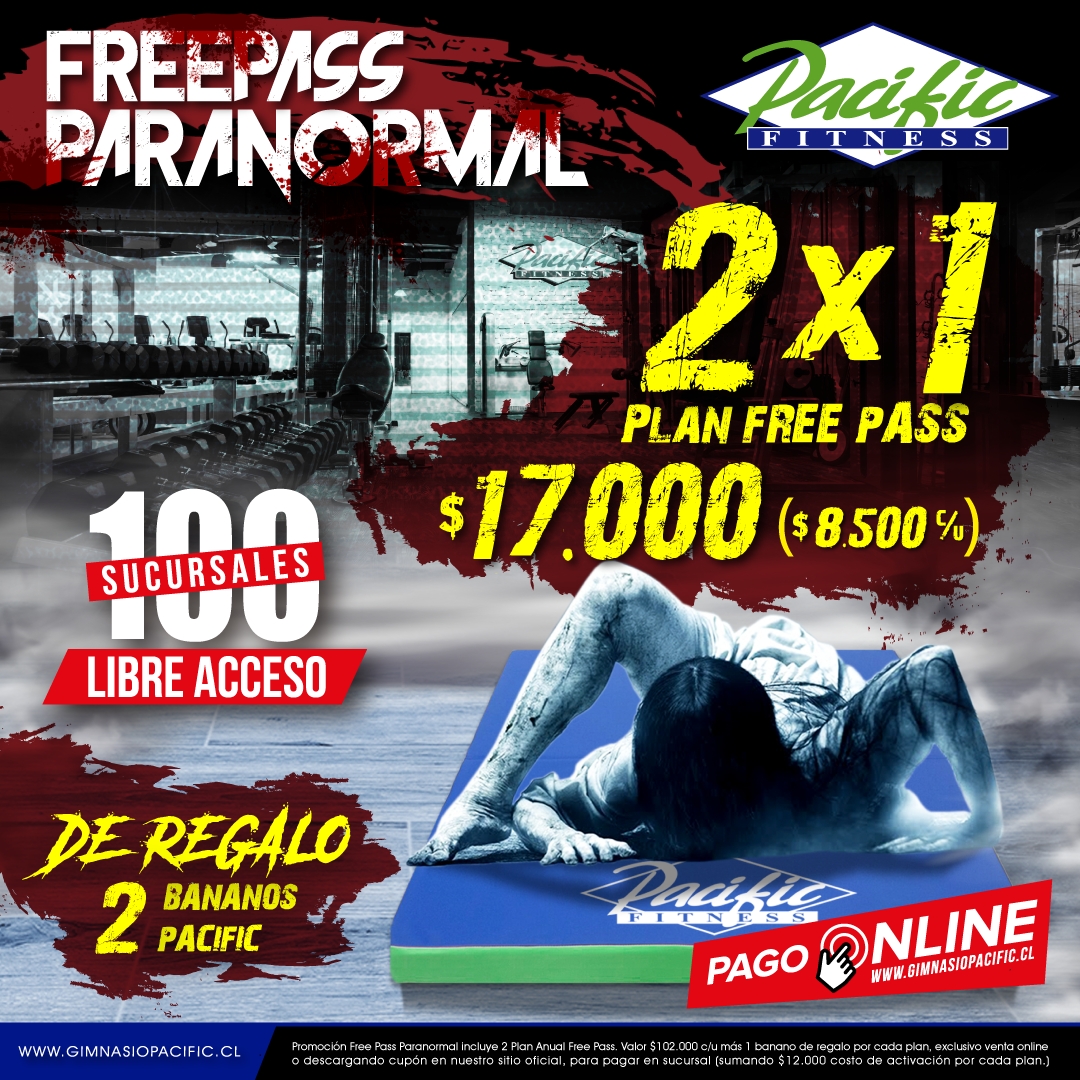 FREEPASS
PARANORMAL
Pacific
FITNESS
Pacific
FITNESS
2x1
PLAN FREE PASS
$17.000 ($8.500 c/u)
100
SUCURSALES
LIBRE ACCESO
DE REGALO
2 BANANOS
PACIFIC
Pacific
FITNESS
PAGO ONLINE
WWW.GIMNASIOPACIFIC.CL
WWW.GIMNASIOPACIFIC.CL
Promoción Free Pass Paranormal incluye 2 Plan Anual Free Pass. Valor $102.000 c/u más 1 banano de regalo por cada plan, exclusivo venta online
o descargando cupón en nuestro sitio oficial, para pagar en sucursal (sumando $12.000 costo de activación por cada plan.)